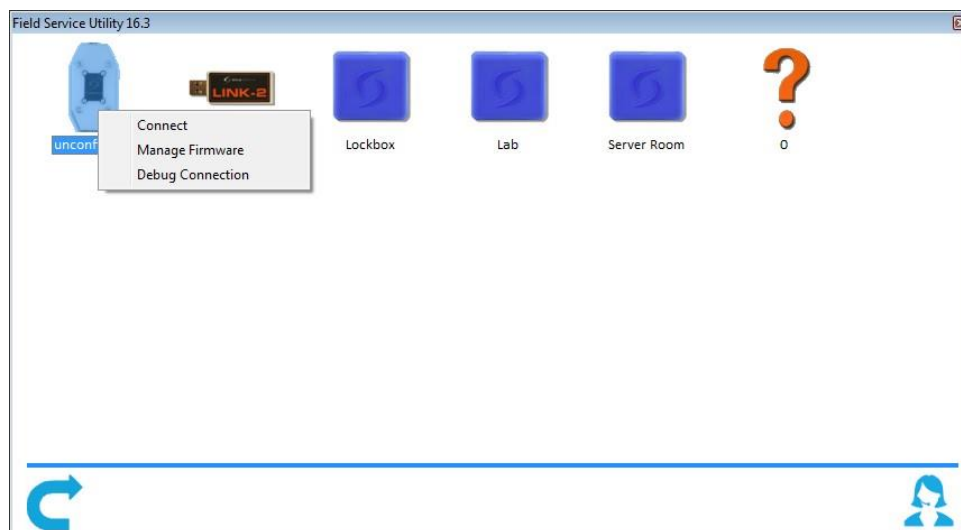 Field Service Utility 16.3
LINK-2
Connect
Manage Firmware
Debug Connection
unconf
Lockbox
Lab
Server Room
0